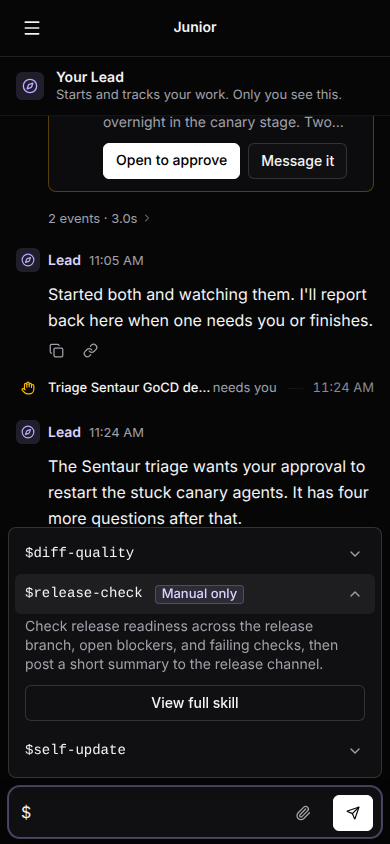 Junior
Your Lead
Starts and tracks your work. Only you see this.
overnight in the canary stage. Two...
Open to approve
Message it
2 events · 3.0s
Lead 11:05 AM
Started both and watching them. I'll report
back here when one needs you or finishes.
Triage Sentaur GoCD de... needs you 11:24 AM
Lead 11:24 AM
The Sentaur triage wants your approval to
restart the stuck canary agents. It has four
more questions after that.
$diff-quality
$release-check Manual only
Check release readiness across the release
branch, open blockers, and failing checks, then
post a short summary to the release channel.
View full skill
$self-update
$